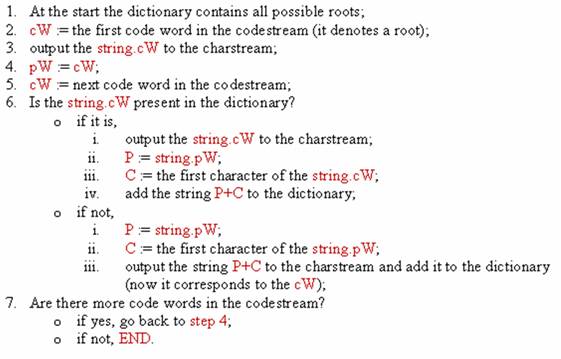 1. At the start the dictionary contains all possible roots;
2. cW := the first code word in the codestream (it denotes a root);
3. output the string.cW to the charstream;
4. pW := cW;
5. cW := next code word in the codestream;
6. Is the string.cW present in the dictionary?
o if it is,
i. output the string.cW to the charstream;
ii. P := string.pW;
iii. C := the first character of the string.cW;
iv. add the string P+C to the dictionary;
o if not,
i. P := string.pW;
ii. C := the first character of the string.pW;
iii. output the string P+C to the charstream and add it to the dictionary
(now it corresponds to the cW);
7. Are there more code words in the codestream?
o if yes, go back to step 4;
o if not, END.